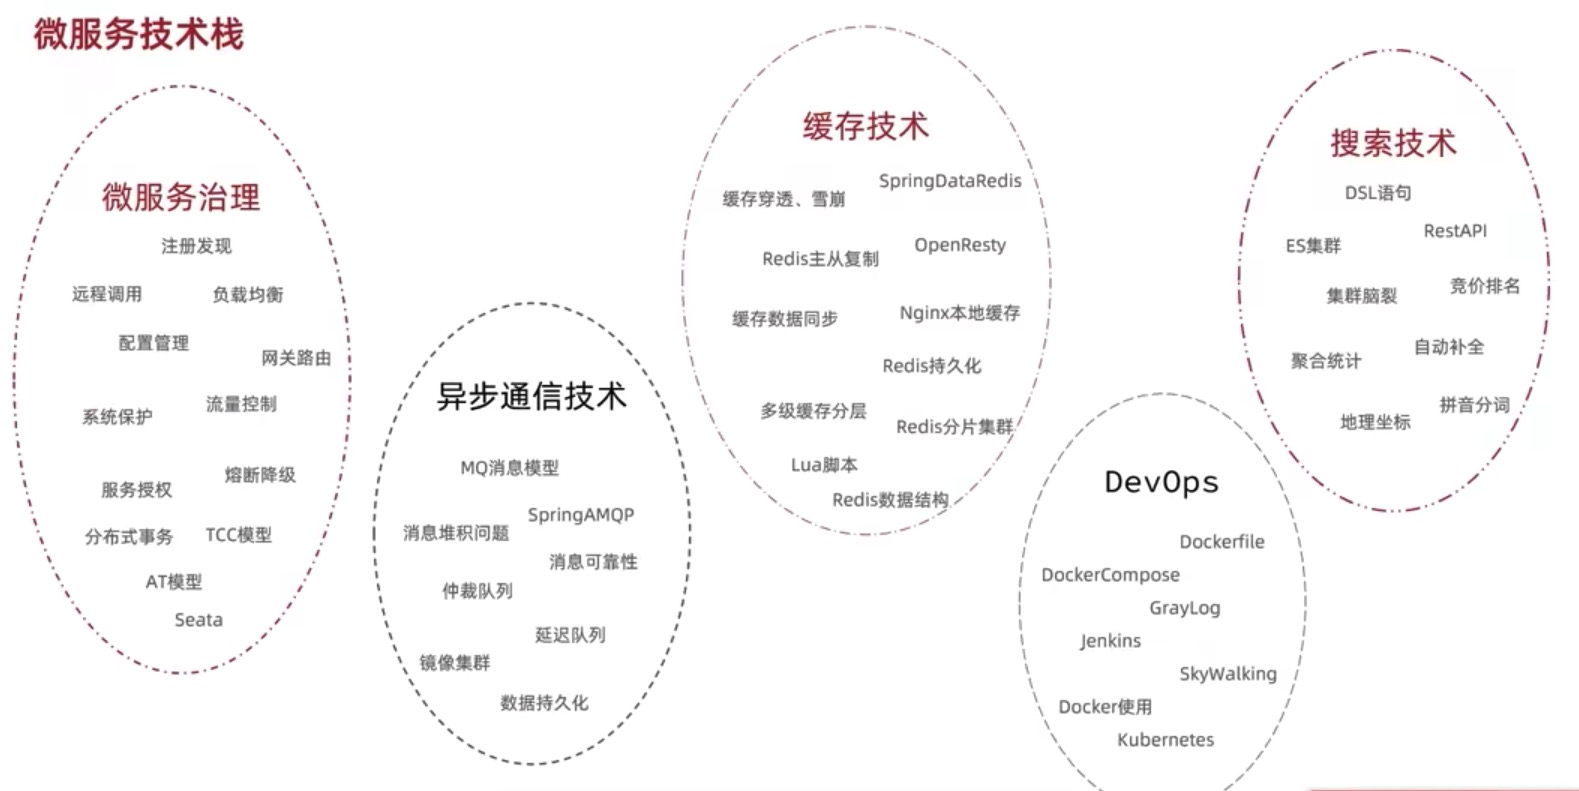 微服务技术栈
微服务治理
注册发现
远程调用
负载均衡
配置管理
网关路由
流量控制
系统保护
熔断降级
服务授权
分布式事务
TCC模型
AT模型
Seata
异步通信技术
MQ消息模型
SpringAMQP
消息堆积问题
消息可靠性
仲裁队列
延迟队列
镜像集群
数据持久化
缓存技术
SpringDataRedis
缓存穿透、雪崩
OpenResty
Redis主从复制
Nginx本地缓存
缓存数据同步
Redis持久化
多级缓存分层
Redis分片集群
Lua脚本
Redis数据结构
DevOps
Dockerfile
DockerCompose
GrayLog
Jenkins
SkyWalking
Docker使用
Kubernetes
搜索技术
DSL语句
RestAPI
ES集群
竞价排名
集群脑裂
自动补全
聚合统计
拼音分词
地理坐标